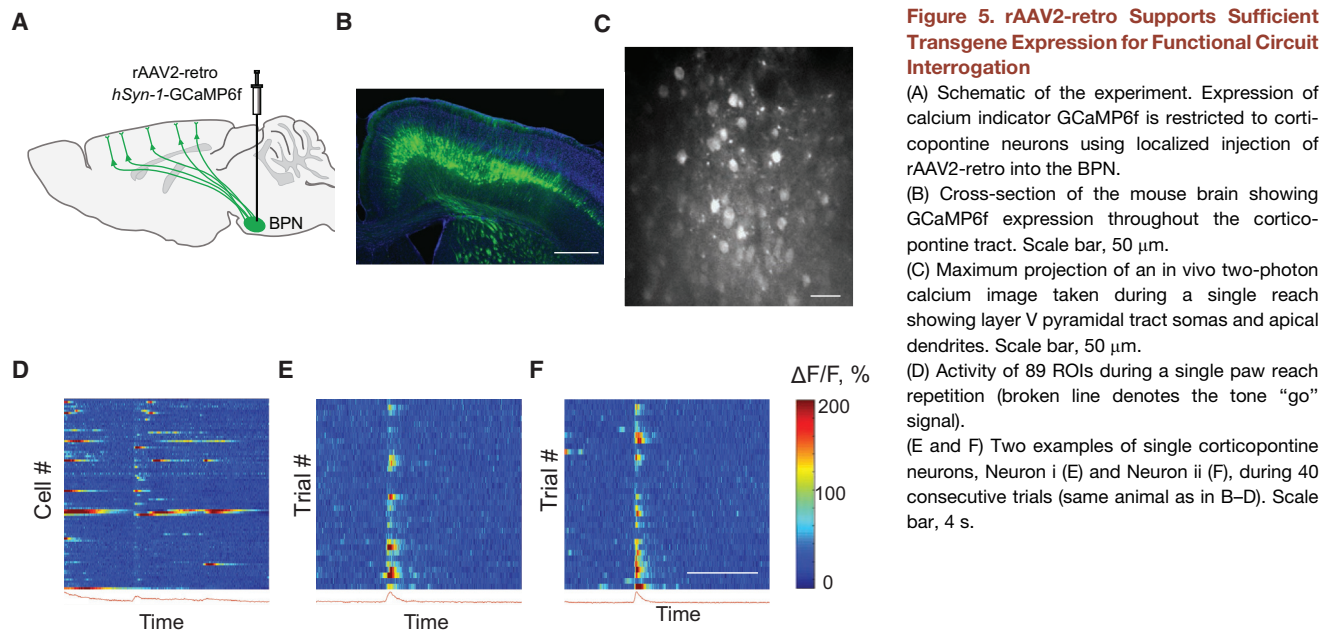 A
rAAV2-retro
hSyn-1-GCaMP6f
BPN
B
C
Figure 5. rAAV2-retro Supports Sufficient
Transgene Expression for Functional Circuit
Interrogation
(A) Schematic of the experiment. Expression of
calcium indicator GCaMP6f is restricted to corti-
copontine neurons using localized injection of
rAAV2-retro into the BPN.
(B) Cross-section of the mouse brain showing
GCaMP6f expression throughout the cortico-
pontine tract. Scale bar, 50 μm.
(C) Maximum projection of an in vivo two-photon
calcium image taken during a single reach
showing layer V pyramidal tract somas and apical
dendrites. Scale bar, 50 μm.
(D) Activity of 89 ROIs during a single paw reach
repetition (broken line denotes the tone “go”
signal).
(E and F) Two examples of single corticopontine
neurons, Neuron i (E) and Neuron ii (F), during 40
consecutive trials (same animal as in B–D). Scale
bar, 4 s.
D
Cell #
Time
E
Trial #
Time
F
Trial #
Time
ΔF/F, %
200
100
0